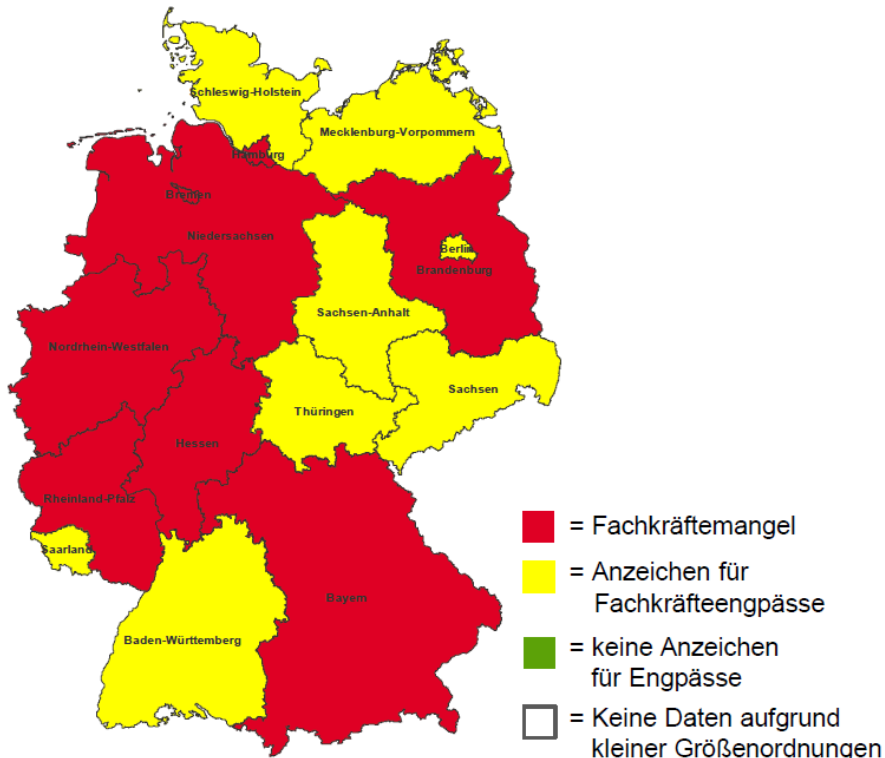 Schleswig-Holstein
Mecklenburg-Vorpommern
Hamburg
Bremen
Niedersachsen
Berlin
Brandenburg
Sachsen-Anhalt
Nordrhein-Westfalen
Sachsen
Thüringen
Hessen
Rheinland-Pfalz
Saarland
Bayern
Baden-Württemberg
= Fachkräftemangel
= Anzeichen für
Fachkräfteengpässe
= keine Anzeichen
für Engpässe
= Keine Daten aufgrund
kleiner Größenordnungen